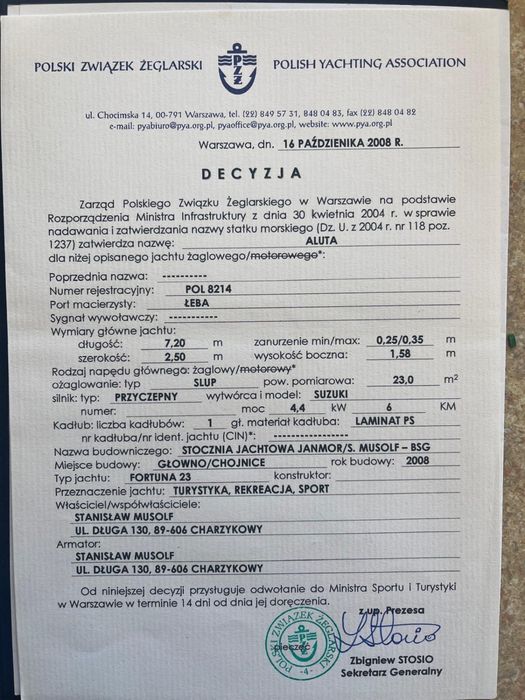 POLSKI ZWIĄZEK ŻEGLARSKI PZŻ POLISH YACHTING ASSOCIATION
ul. Chocimska 14, 00-791 Warszawa, tel. (22) 849 57 31, 848 04 83, fax (22) 848 04 82
e-mail: pyabiuro@pya.org.pl, pyaoffice@pya.org.pl, website: www.pya.org.pl
Warszawa, dn. 16 PAŹDZIENIKA 2008 R.
DECYZJA
Zarząd Polskiego Związku Żeglarskiego w Warszawie na podstawie
Rozporządzenia Ministra Infrastruktury z dnia 30 kwietnia 2004 r. w sprawie
nadawania i zatwierdzania nazwy statku morskiego (Dz. U. z 2004 r. nr 118 poz.
1237) zatwierdza nazwę: ALUTA
dla niżej opisanego jachtu żaglowego/motorowego*:
Poprzednia nazwa: ----------
Numer rejestracyjny: POL 8214
Port macierzysty: ŁEBA
Sygnał wywoławczy: -----------
Wymiary główne jachtu:
długość: 7,20 m zanurzenie min/max: 0,25/0,35 m
szerokość: 2,50 m wysokość boczna: 1,58 m
Rodzaj napędu głównego: żaglowy/motorowy*
ożaglowanie: typ SLUP pow. pomiarowa: 23,0 m²
silnik: typ: PRZYCZEPNY wytwórca i model: SUZUKI
numer: moc 4,4 kW 6 KM
Kadłub: liczba kadłubów: 1 gł. materiał kadłuba: LAMINAT PS
nr kadłuba/nr ident. jachtu (CIN)*: -----------------
Nazwa budowniczego: STOCZNIA JACHTOWA JANMOR/S. MUSOLF – BSG
Miejsce budowy: GŁOWNO/CHOJNICE rok budowy: 2008
Typ jachtu: FORTUNA 23 konstruktor:
Przeznaczenie jachtu: TURYSTYKA, REKREACJA, SPORT
Właściciel/współwłaściciele:
STANISŁAW MUSOLF
UL. DŁUGA 130, 89-606 CHARZYKOWY
Armator:
STANISŁAW MUSOLF
UL. DŁUGA 130, 89-606 CHARZYKOWY
Od niniejszej decyzji przysługuje odwołanie do Ministra Sportu i Turystyki
w Warszawie w terminie 14 dni od dnia jej doręczenia.
z up. Prezesa
POLSKI ZWIĄZEK ŻEGLARSKI
PZŻ
pieczęć
-4-
Zbigniew STOSIO
Sekretarz Generalny